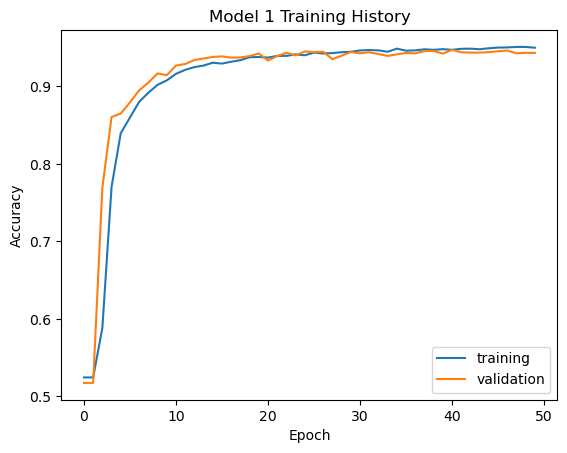 Model 1 Training History
Accuracy
0.9
0.8
0.7
0.6
0.5
training
validation
0 10 20 30 40 50
Epoch